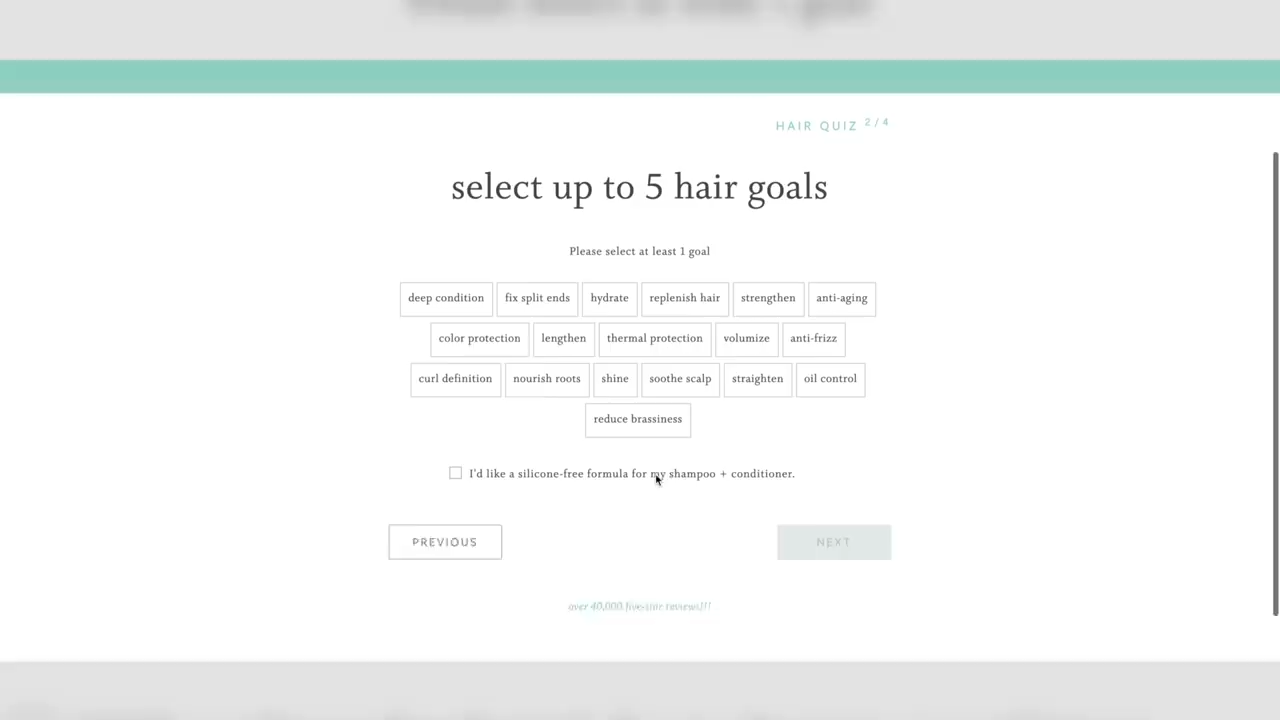 HAIR QUIZ 2/4
select up to 5 hair goals
Please select at least 1 goal
deep condition fix split ends hydrate replenish hair strengthen anti-aging
color protection lengthen thermal protection volumize anti-frizz
curl definition nourish roots shine soothe scalp straighten oil control
reduce brassiness
I'd like a silicone-free formula for my shampoo + conditioner.
PREVIOUS NEXT
over 40,000 five-star reviews!!!